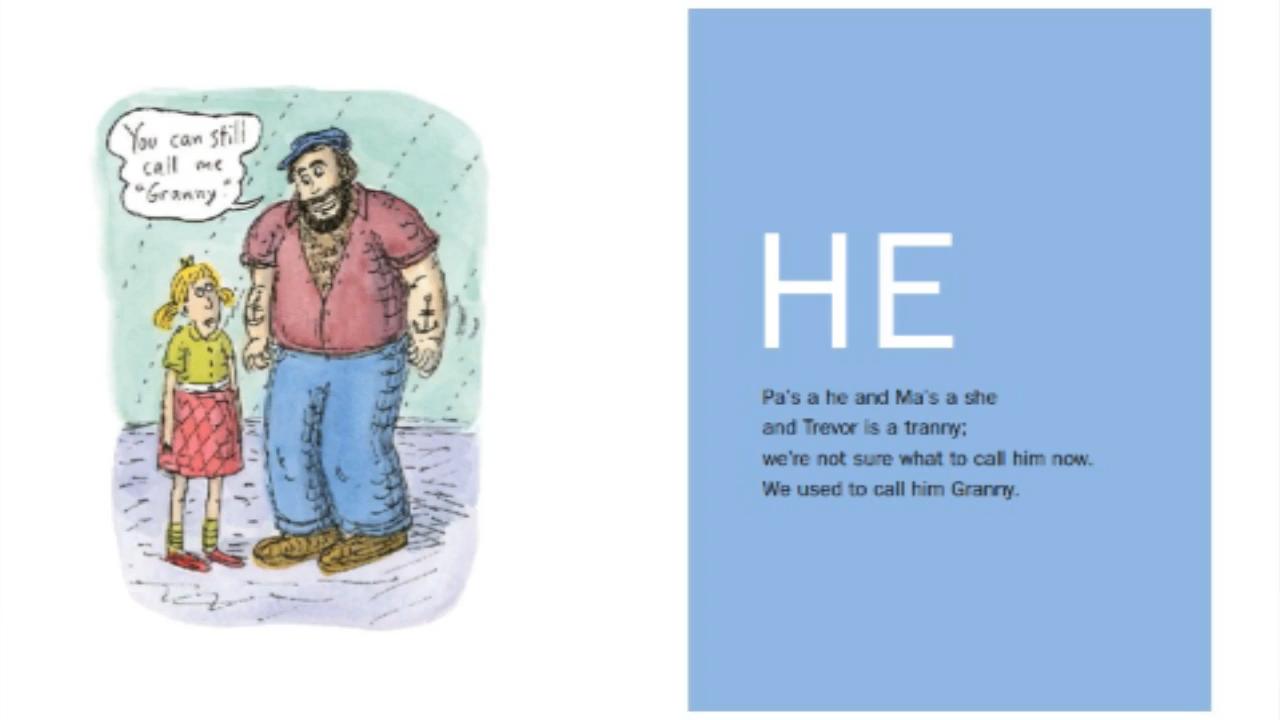 You can still
call me
"Granny."
HE
Pa's a he and Ma's a she
and Trevor is a tranny;
we're not sure what to call him now.
We used to call him Granny.